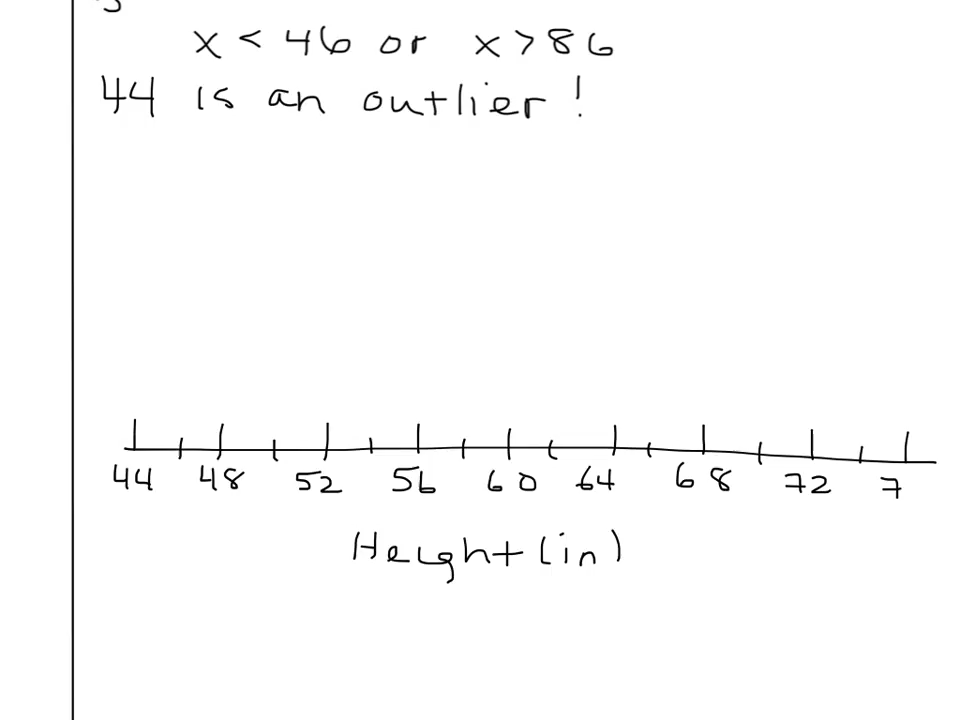 x < 46 or x > 86
44 is an outlier!
44 48 52 56 60 64 68 72 7
Height (in)